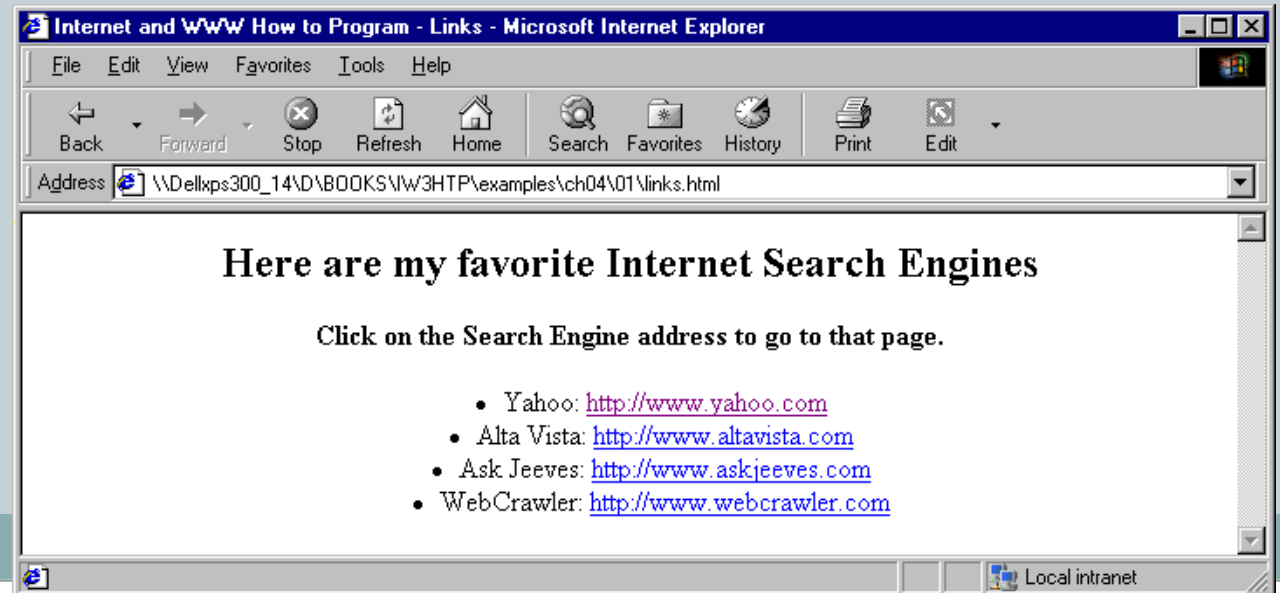 Internet and WWW How to Program - Links - Microsoft Internet Explorer
File Edit View Favorites Tools Help
Back Forward Stop Refresh Home Search Favorites History Print Edit
Address \\Dellxps300_14\D\BOOKS\IW3HTP\examples\ch04\01\links.html
Here are my favorite Internet Search Engines
Click on the Search Engine address to go to that page.
• Yahoo: http://www.yahoo.com
• Alta Vista: http://www.altavista.com
• Ask Jeeves: http://www.askjeeves.com
• WebCrawler: http://www.webcrawler.com
Local intranet